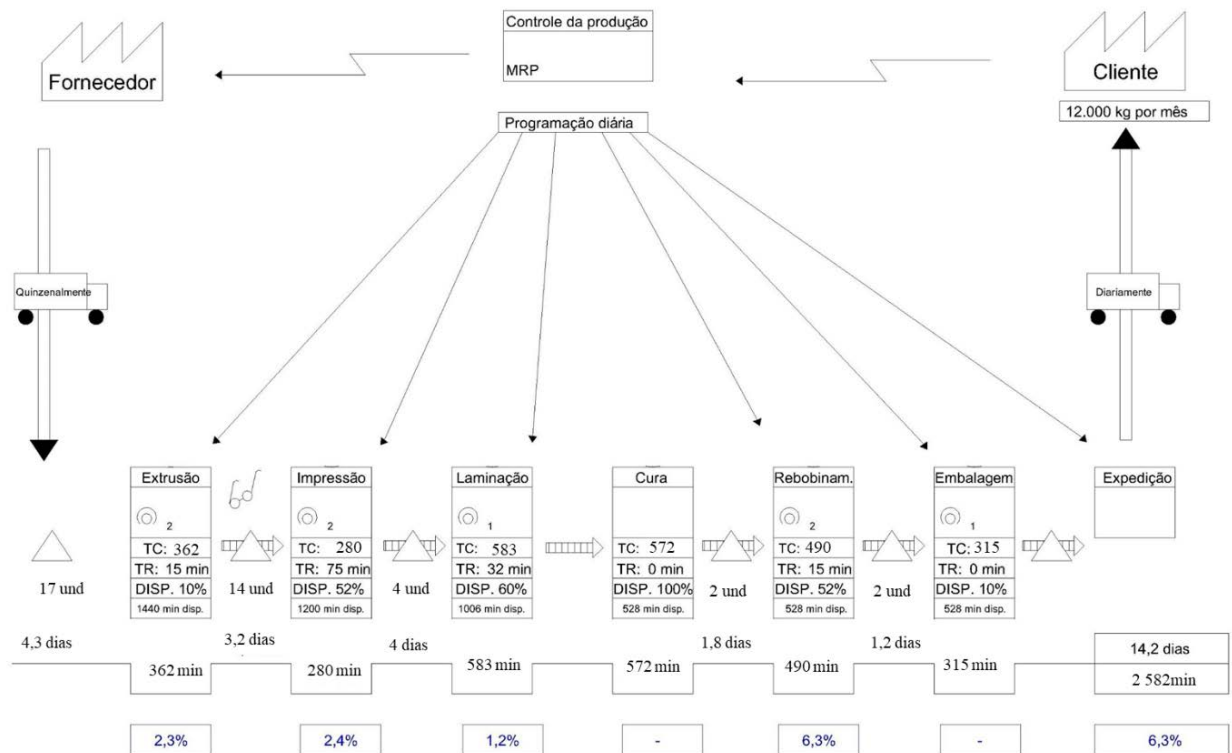 Controle da produção
MRP
Fornecedor
Cliente
12.000 kg por mês
Programação diária
Quinzenalmente
Diariamente
Extrusão
Impressão
Laminação
Cura
Rebobinam.
Embalagem
Expedição
2
2
1
2
1
TC: 362
TC: 280
TC: 583
TC: 572
TC: 490
TC: 315
TR: 15 min
TR: 75 min
TR: 32 min
TR: 0 min
TR: 15 min
TR: 0 min
17 und
DISP. 10%
14 und
DISP. 52%
4 und
DISP. 60%
DISP. 100%
2 und
DISP. 52%
2 und
DISP. 10%
1440 min disp.
1200 min disp.
1006 min disp.
528 min disp.
528 min disp.
528 min disp.
4,3 dias
3,2 dias
4 dias
1,8 dias
1,2 dias
14,2 dias
362 min
280 min
583 min
572 min
490 min
315 min
2 582min
2,3%
2,4%
1,2%
-
6,3%
-
6,3%